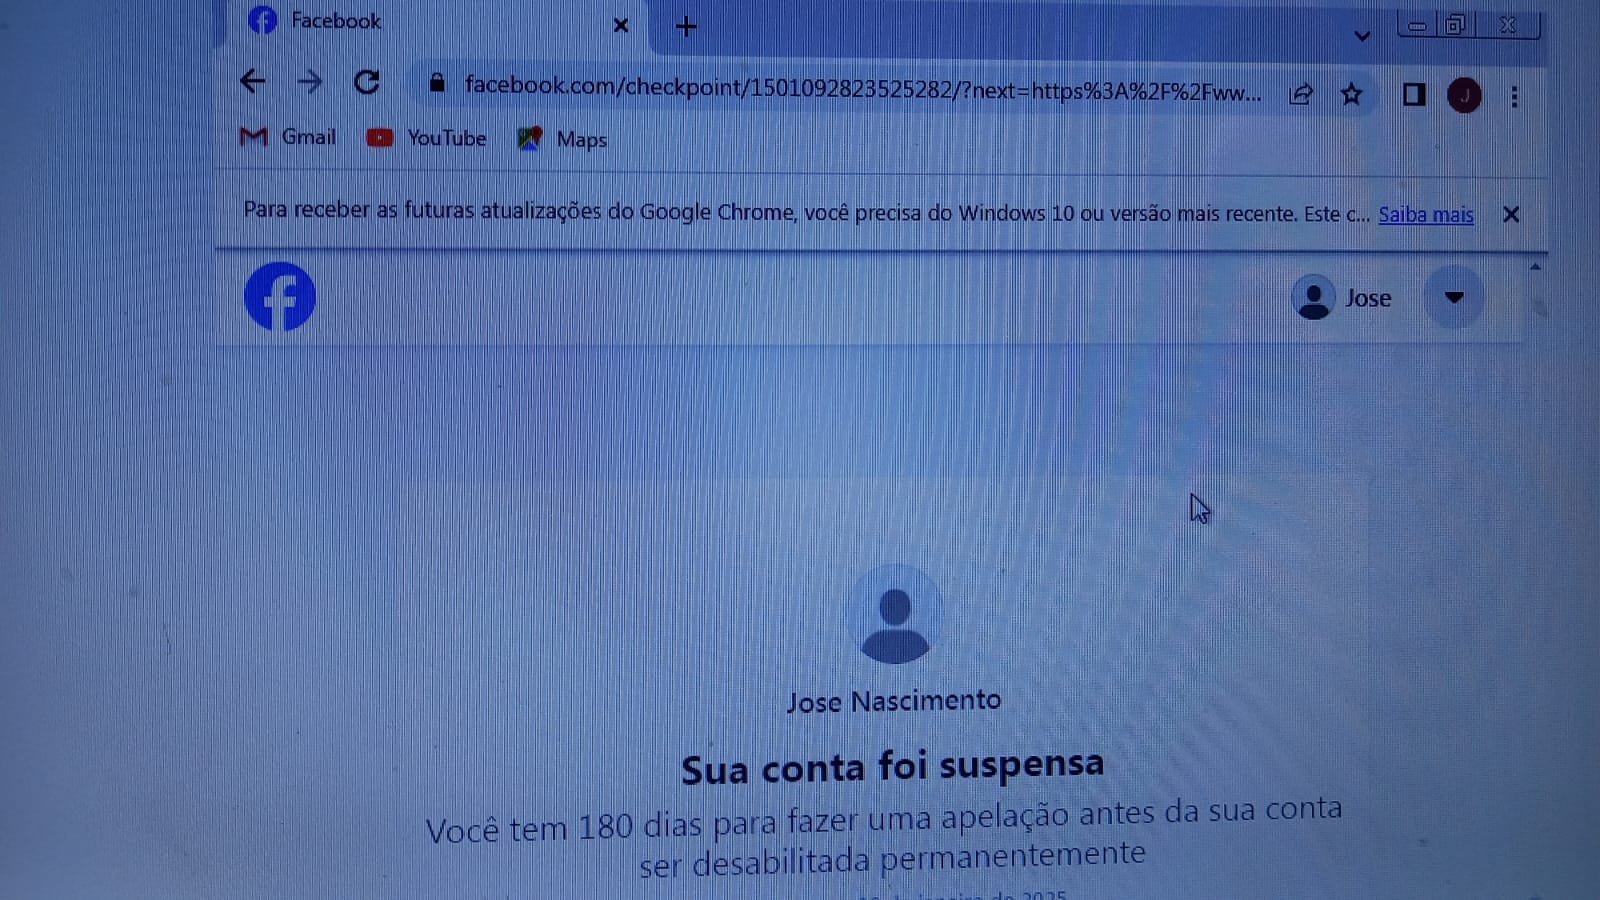 Facebook
facebook.com/checkpoint/1501092823525282/?next=https%3A%2F%2Fww...
J
Gmail YouTube Maps
Para receber as futuras atualizações do Google Chrome, você precisa do Windows 10 ou versão mais recente. Este c... Saiba mais
Jose
Jose Nascimento
Sua conta foi suspensa
Você tem 180 dias para fazer uma apelação antes da sua conta
ser desabilitada permanentemente
de 2025